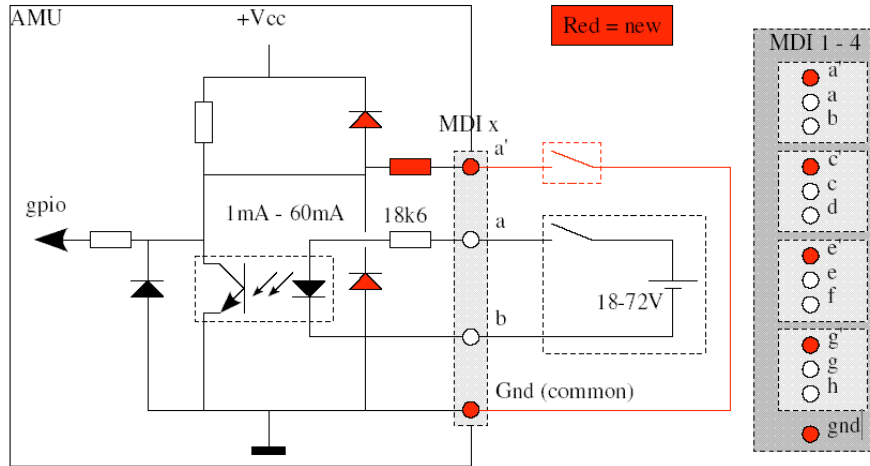 AMU
+Vcc
Red = new
MDI 1 - 4
a'
a
b
MDI x
a'
c'
c
d
gpio
1mA - 60mA
18k6
a
e'
e
f
18-72V
b
g'
g
h
Gnd (common)
gnd